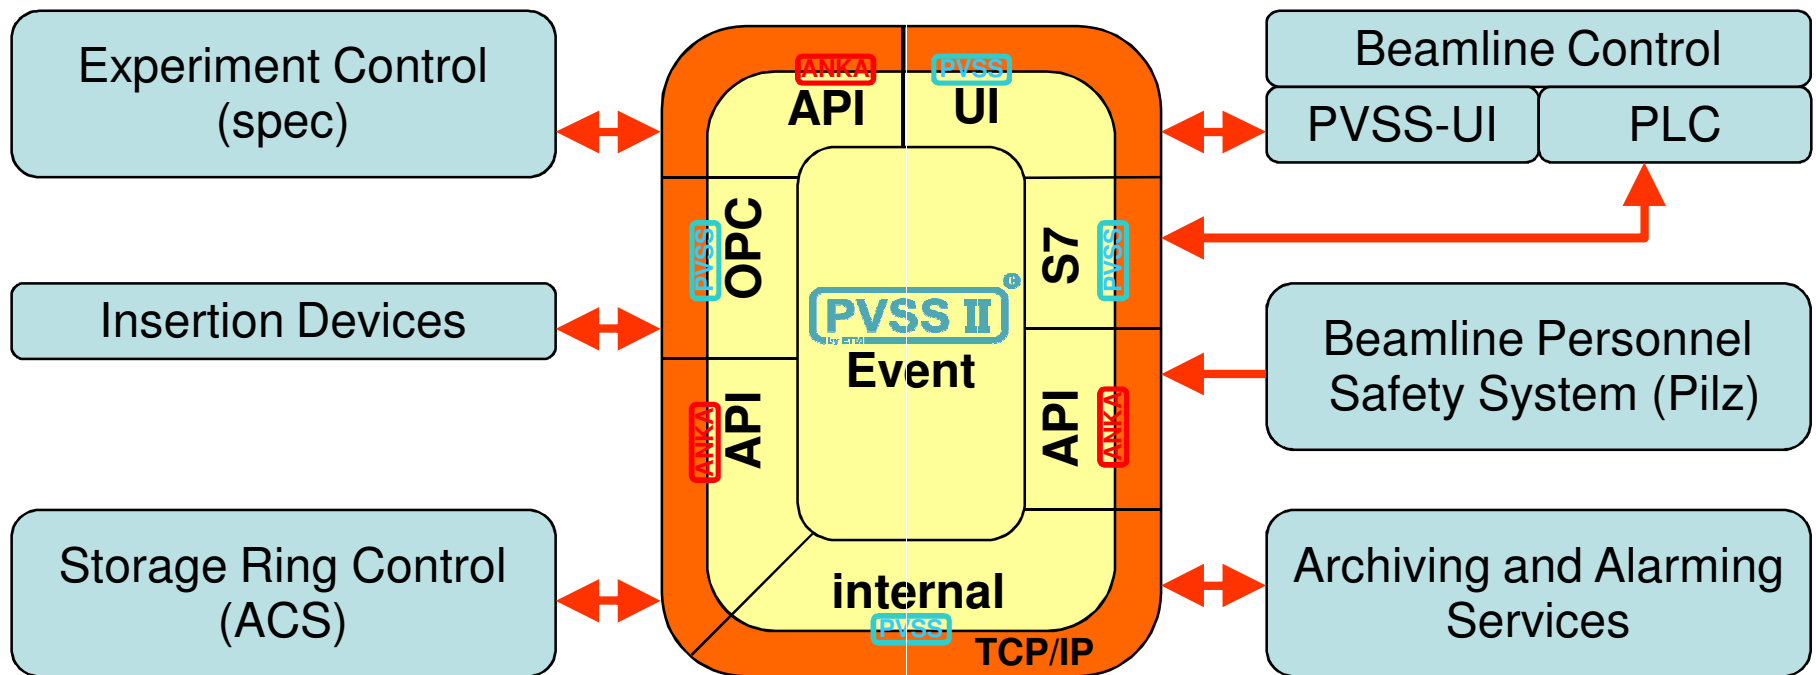 Experiment Control
(spec)
Insertion Devices
Storage Ring Control
(ACS)
ANKA
API
PVSS
UI
PVSS
OPC
S7
PVSS
PVSS II
by ETM
Event
ANKA
API
API
ANKA
internal
PVSS
TCP/IP
Beamline Control
PVSS-UI
PLC
Beamline Personnel
Safety System (Pilz)
Archiving and Alarming
Services